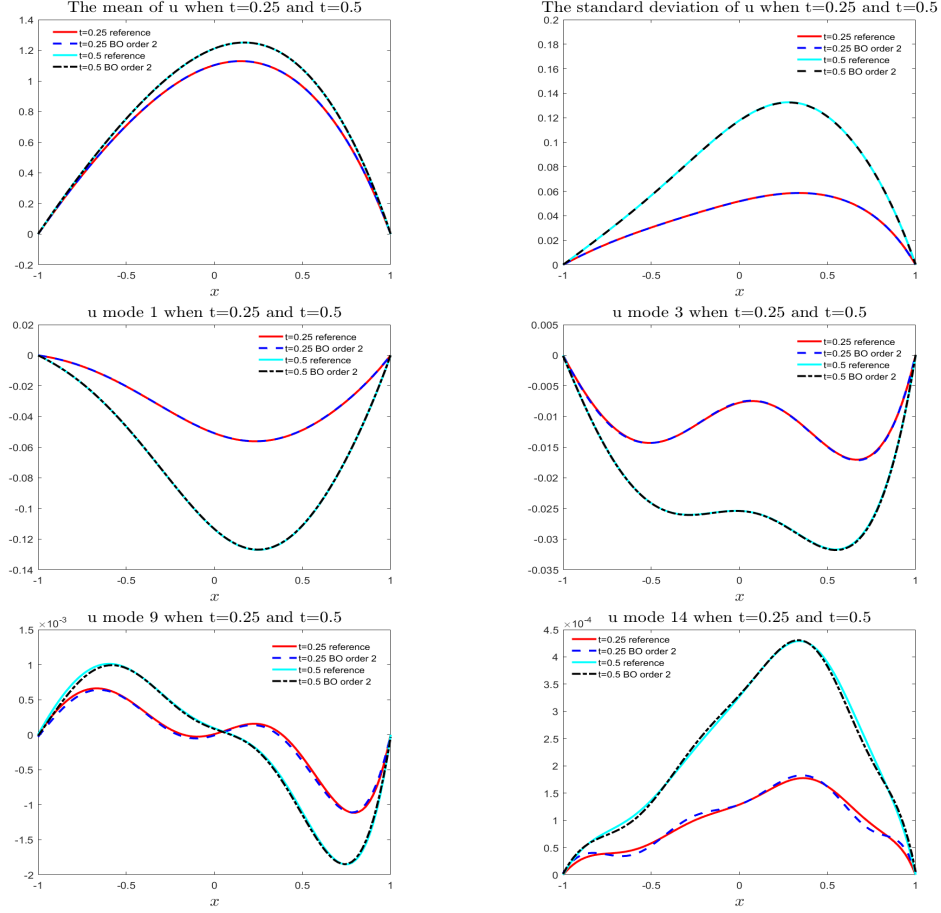 The mean of u when t=0.25 and t=0.5
1.4
1.2
1
0.8
0.6
0.4
0.2
0
-0.2
-1
-0.5
0
0.5
1
x
t=0.25 reference
t=0.25 BO order 2
t=0.5 reference
t=0.5 BO order 2
The standard deviation of u when t=0.25 and t=0.5
0.2
0.18
0.16
0.14
0.12
0.1
0.08
0.06
0.04
0.02
0
-1
-0.5
0
0.5
1
x
t=0.25 reference
t=0.25 BO order 2
t=0.5 reference
t=0.5 BO order 2
u mode 1 when t=0.25 and t=0.5
0.02
0
-0.02
-0.04
-0.06
-0.08
-0.1
-0.12
-0.14
-1
-0.5
0
0.5
1
x
t=0.25 reference
t=0.25 BO order 2
t=0.5 reference
t=0.5 BO order 2
u mode 3 when t=0.25 and t=0.5
0.005
0
-0.005
-0.01
-0.015
-0.02
-0.025
-0.03
-0.035
-1
-0.5
0
0.5
1
x
t=0.25 reference
t=0.25 BO order 2
t=0.5 reference
t=0.5 BO order 2
u mode 9 when t=0.25 and t=0.5
×10⁻³
1.5
1
0.5
0
-0.5
-1
-1.5
-2
-1
-0.5
0
0.5
1
x
t=0.25 reference
t=0.25 BO order 2
t=0.5 reference
t=0.5 BO order 2
u mode 14 when t=0.25 and t=0.5
×10⁻⁴
4.5
4
3.5
3
2.5
2
1.5
1
0.5
0
-1
-0.5
0
0.5
1
x
t=0.25 reference
t=0.25 BO order 2
t=0.5 reference
t=0.5 BO order 2